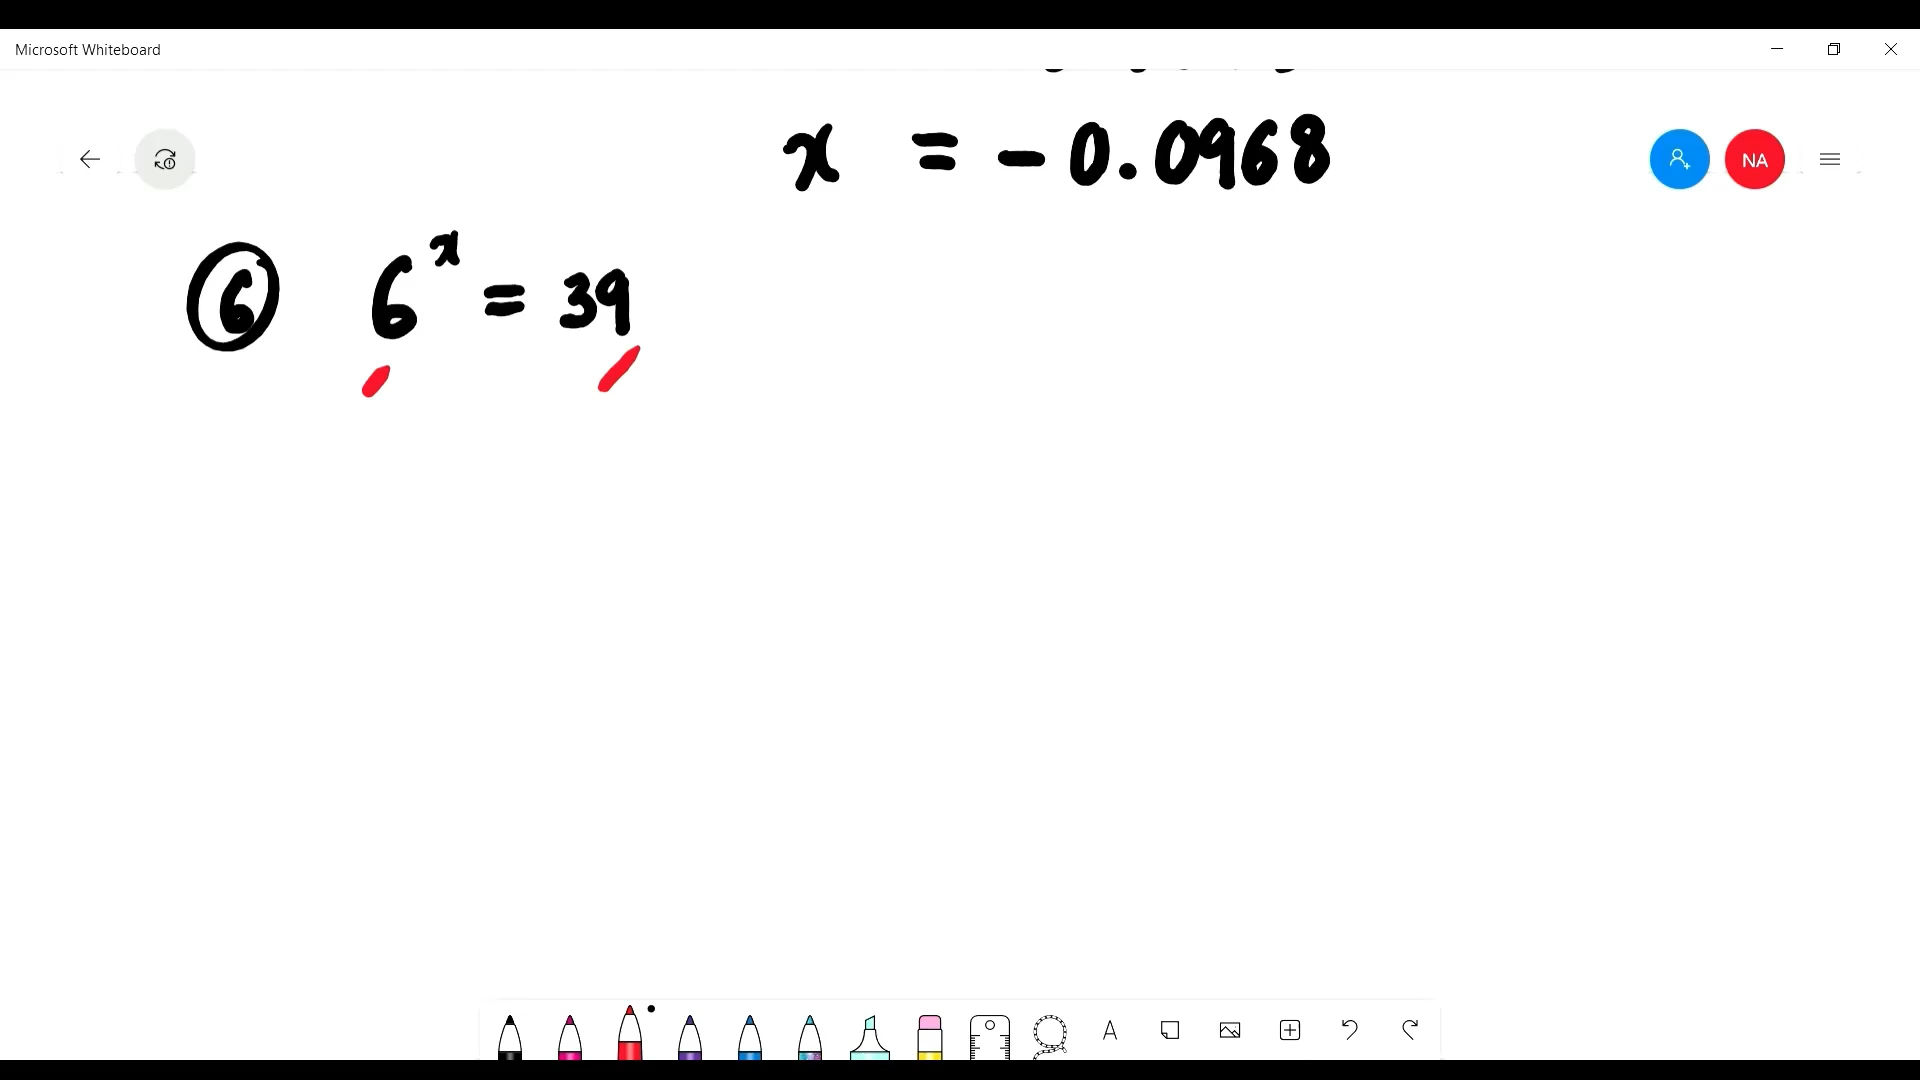 Microsoft Whiteboard
x = - 0.0968
NA
6 6^x = 39
A